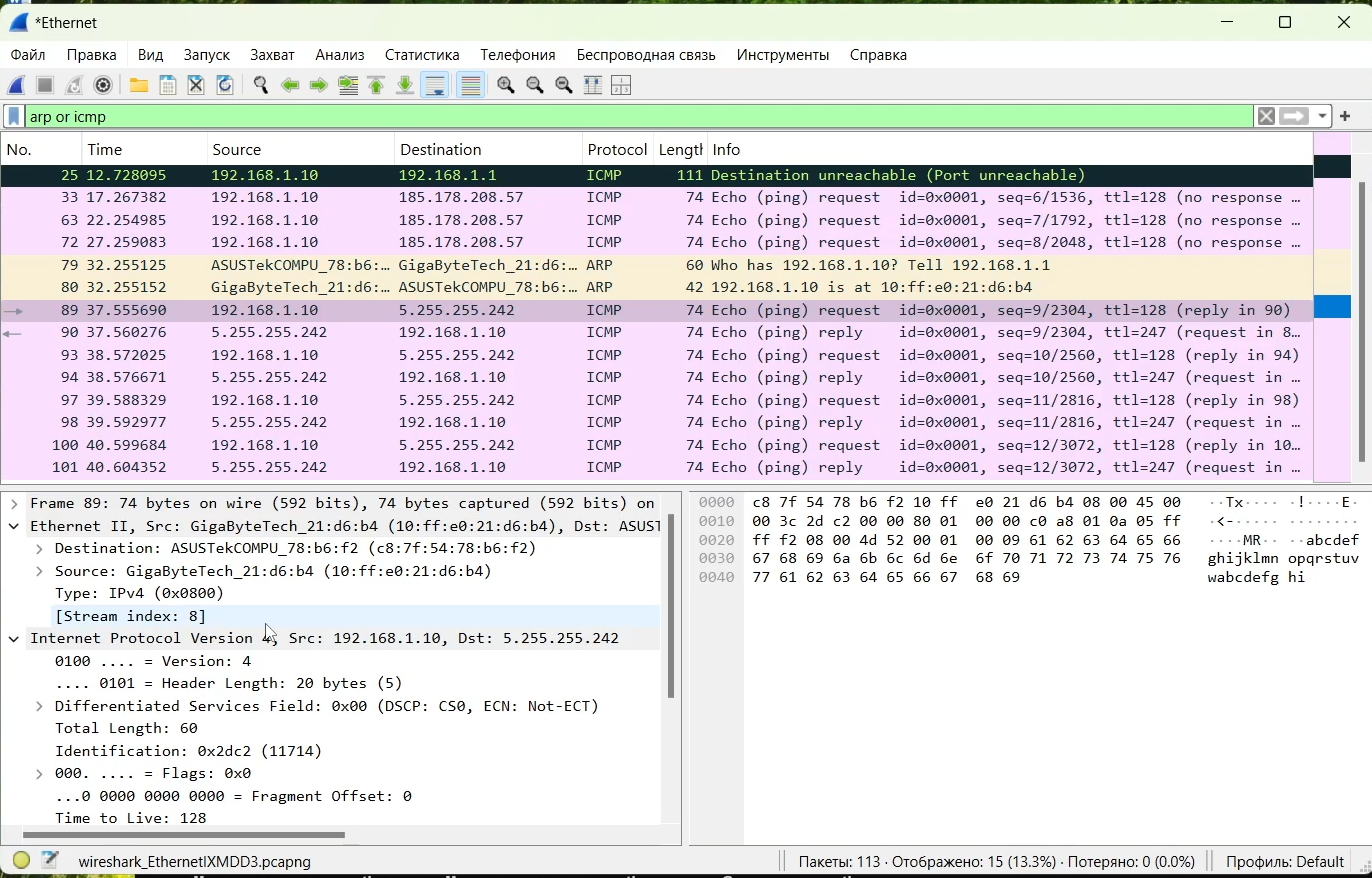 *Ethernet
Файл Правка Вид Запуск Захват Анализ Статистика Телефония Беспроводная связь Инструменты Справка
arp or icmp
No. Time Source Destination Protocol Length Info
25 12.728095 192.168.1.10 192.168.1.1 ICMP 111 Destination unreachable (Port unreachable)
33 17.267382 192.168.1.10 185.178.208.57 ICMP 74 Echo (ping) request id=0x0001, seq=6/1536, ttl=128 (no response …
63 22.254985 192.168.1.10 185.178.208.57 ICMP 74 Echo (ping) request id=0x0001, seq=7/1792, ttl=128 (no response …
72 27.259083 192.168.1.10 185.178.208.57 ICMP 74 Echo (ping) request id=0x0001, seq=8/2048, ttl=128 (no response …
79 32.255125 ASUSTekCOMPU_78:b6:… GigaByteTech_21:d6:… ARP 60 Who has 192.168.1.10? Tell 192.168.1.1
80 32.255152 GigaByteTech_21:d6:… ASUSTekCOMPU_78:b6:… ARP 42 192.168.1.10 is at 10:ff:e0:21:d6:b4
89 37.555690 192.168.1.10 5.255.255.242 ICMP 74 Echo (ping) request id=0x0001, seq=9/2304, ttl=128 (reply in 90)
90 37.560276 5.255.255.242 192.168.1.10 ICMP 74 Echo (ping) reply id=0x0001, seq=9/2304, ttl=247 (request in 8…
93 38.572025 192.168.1.10 5.255.255.242 ICMP 74 Echo (ping) request id=0x0001, seq=10/2560, ttl=128 (reply in 94)
94 38.576671 5.255.255.242 192.168.1.10 ICMP 74 Echo (ping) reply id=0x0001, seq=10/2560, ttl=247 (request in …
97 39.588329 192.168.1.10 5.255.255.242 ICMP 74 Echo (ping) request id=0x0001, seq=11/2816, ttl=128 (reply in 98)
98 39.592977 5.255.255.242 192.168.1.10 ICMP 74 Echo (ping) reply id=0x0001, seq=11/2816, ttl=247 (request in …
100 40.599684 192.168.1.10 5.255.255.242 ICMP 74 Echo (ping) request id=0x0001, seq=12/3072, ttl=128 (reply in 10…
101 40.604352 5.255.255.242 192.168.1.10 ICMP 74 Echo (ping) reply id=0x0001, seq=12/3072, ttl=247 (request in …
Frame 89: 74 bytes on wire (592 bits), 74 bytes captured (592 bits) on
Ethernet II, Src: GigaByteTech_21:d6:b4 (10:ff:e0:21:d6:b4), Dst: ASUST
Destination: ASUSTekCOMPU_78:b6:f2 (c8:7f:54:78:b6:f2)
Source: GigaByteTech_21:d6:b4 (10:ff:e0:21:d6:b4)
Type: IPv4 (0x0800)
[Stream index: 8]
Internet Protocol Version 4, Src: 192.168.1.10, Dst: 5.255.255.242
0100 .... = Version: 4
.... 0101 = Header Length: 20 bytes (5)
Differentiated Services Field: 0x00 (DSCP: CS0, ECN: Not-ECT)
Total Length: 60
Identification: 0x2dc2 (11714)
000. .... = Flags: 0x0
...0 0000 0000 0000 = Fragment Offset: 0
Time to Live: 128
0000 c8 7f 54 78 b6 f2 10 ff e0 21 d6 b4 08 00 45 00 ··Tx···· ·!····E·
0010 00 3c 2d c2 00 00 80 01 00 00 c0 a8 01 0a 05 ff ·<-····· ········
0020 ff f2 08 00 4d 52 00 01 00 09 61 62 63 64 65 66 ····MR·· ··abcdef
0030 67 68 69 6a 6b 6c 6d 6e 6f 70 71 72 73 74 75 76 ghijklmn opqrstuv
0040 77 61 62 63 64 65 66 67 68 69 wabcdefg hi
wireshark_EthernetIXMDD3.pcapng
Пакеты: 113 · Отображено: 15 (13.3%) · Потеряно: 0 (0.0%)
Профиль: Default